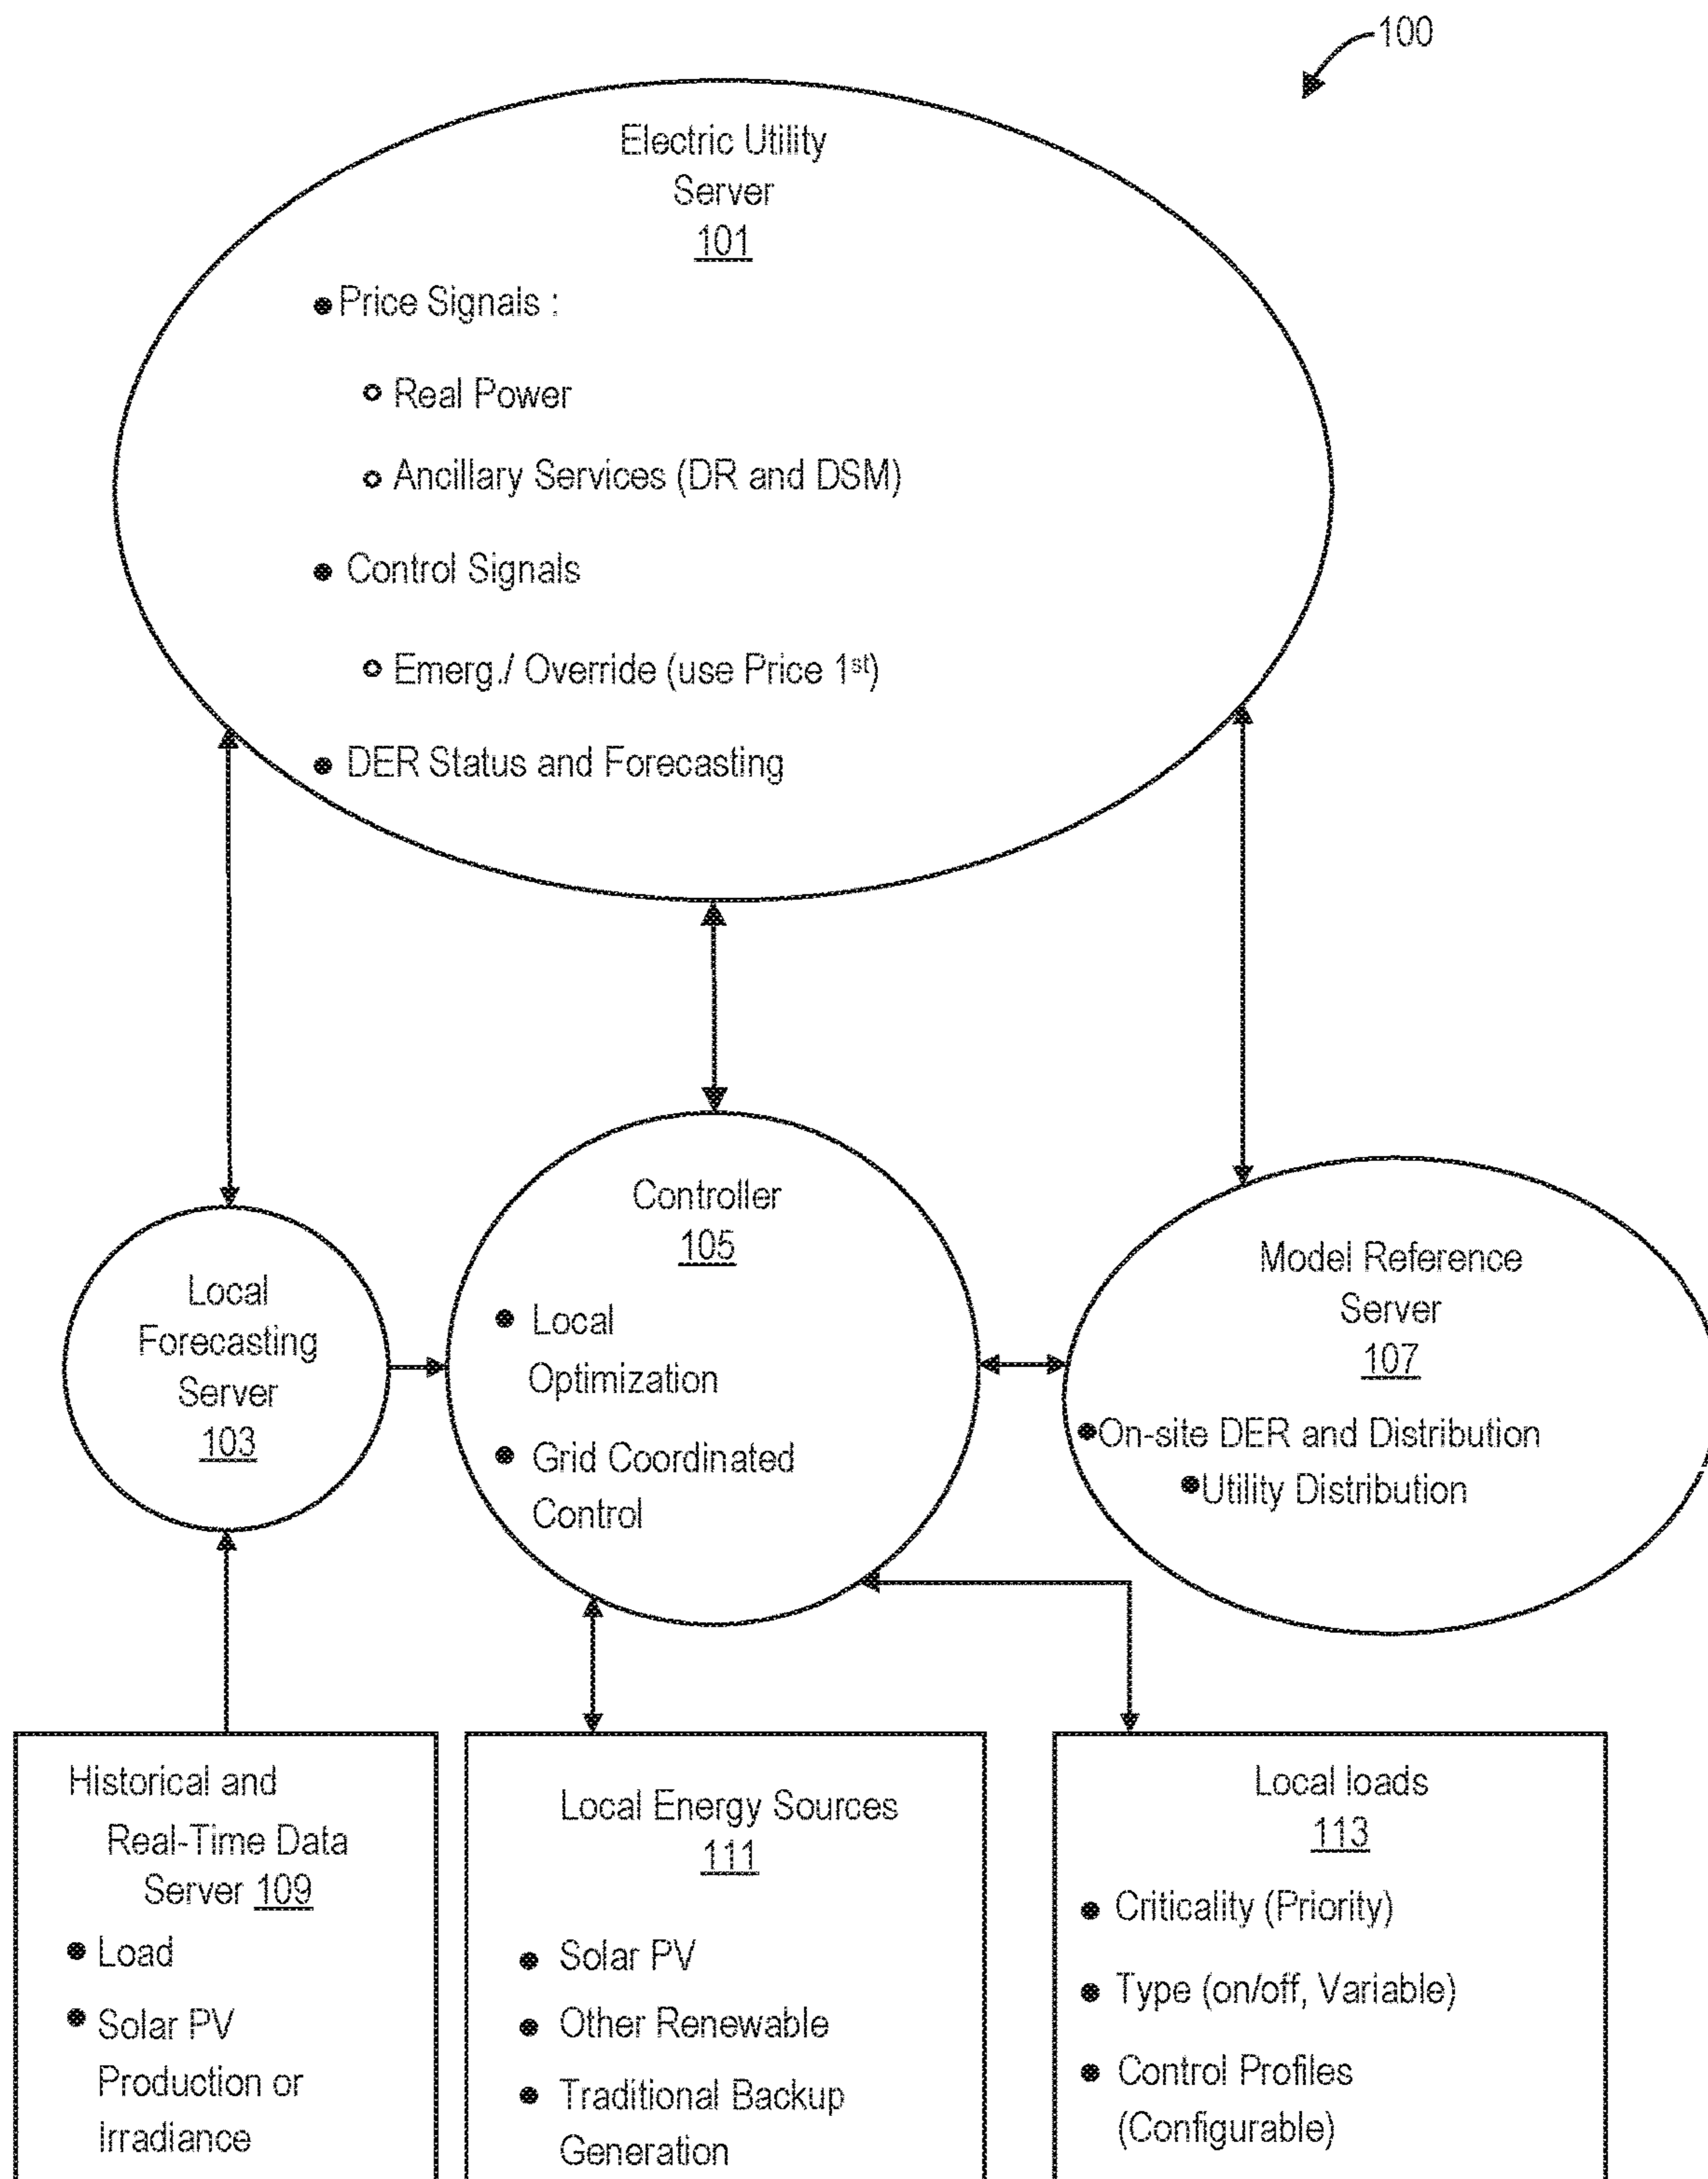 100
Electric Utility
Server
101
● Price Signals :
○ Real Power
○ Ancillary Services (DR and DSM)
● Control Signals
○ Emerg./ Override (use Price 1st)
● DER Status and Forecasting
Local
Forecasting
Server
103
Controller
105
● Local
Optimization
● Grid Coordinated
Control
Model Reference
Server
107
● On-site DER and Distribution
● Utility Distribution
Historical and
Real-Time Data
Server 109
● Load
● Solar PV
Production or
Irradiance
Local Energy Sources
111
● Solar PV
● Other Renewable
● Traditional Backup
Generation
Local loads
113
● Criticality (Priority)
● Type (on/off, Variable)
● Control Profiles
(Configurable)